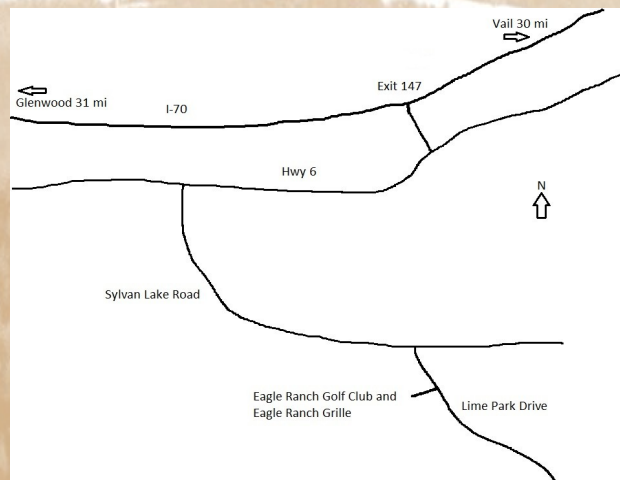 Vail 30 mi
Exit 147
Glenwood 31 mi
I-70
Hwy 6
N
Sylvan Lake Road
Eagle Ranch Golf Club and
Eagle Ranch Grille
Lime Park Drive